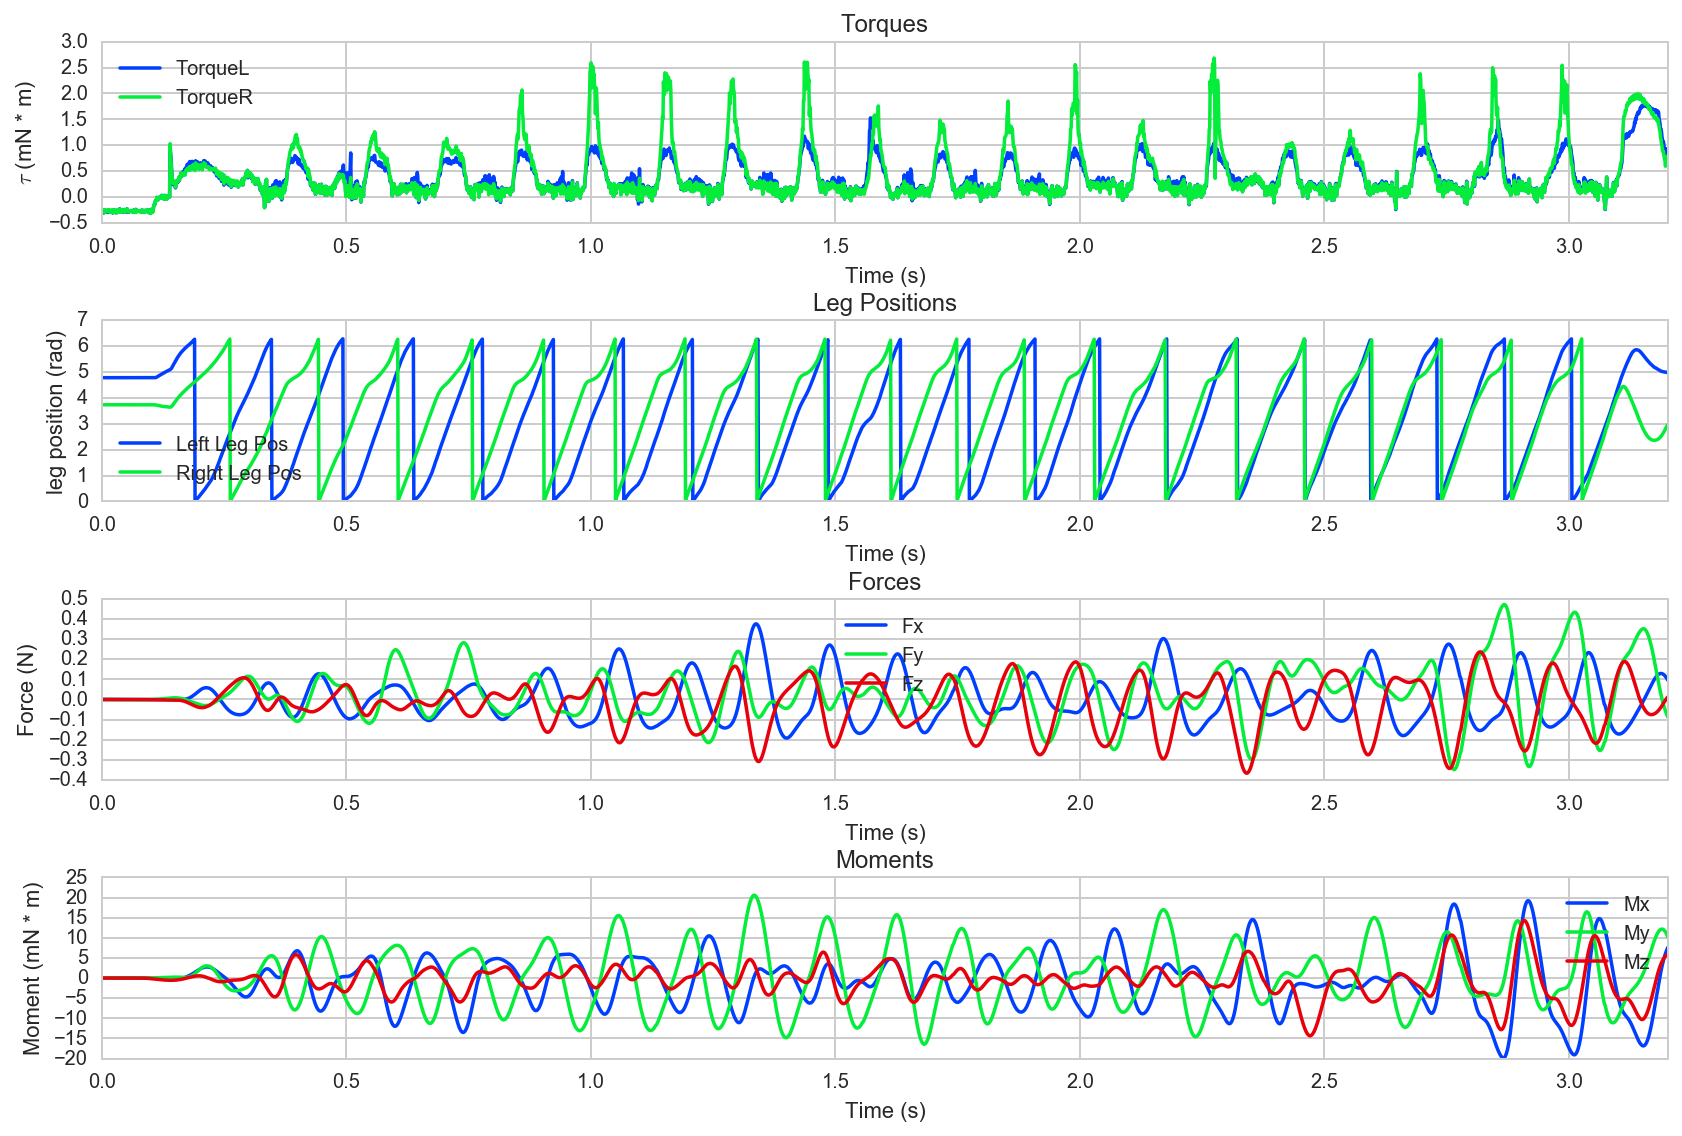 Torques
3.0
2.5
2.0
1.5
1.0
0.5
0.0
−0.5
τ (mN * m)
TorqueL
TorqueR
0.0 0.5 1.0 1.5 2.0 2.5 3.0
Time (s)
Leg Positions
7
6
5
4
3
2
1
0
leg position (rad)
Left Leg Pos
Right Leg Pos
0.0 0.5 1.0 1.5 2.0 2.5 3.0
Time (s)
Forces
0.5
0.4
0.3
0.2
0.1
0.0
−0.1
−0.2
−0.3
−0.4
Force (N)
Fx
Fy
Fz
0.0 0.5 1.0 1.5 2.0 2.5 3.0
Time (s)
Moments
25
20
15
10
5
0
−5
−10
−15
−20
Moment (mN * m)
Mx
My
Mz
0.0 0.5 1.0 1.5 2.0 2.5 3.0
Time (s)